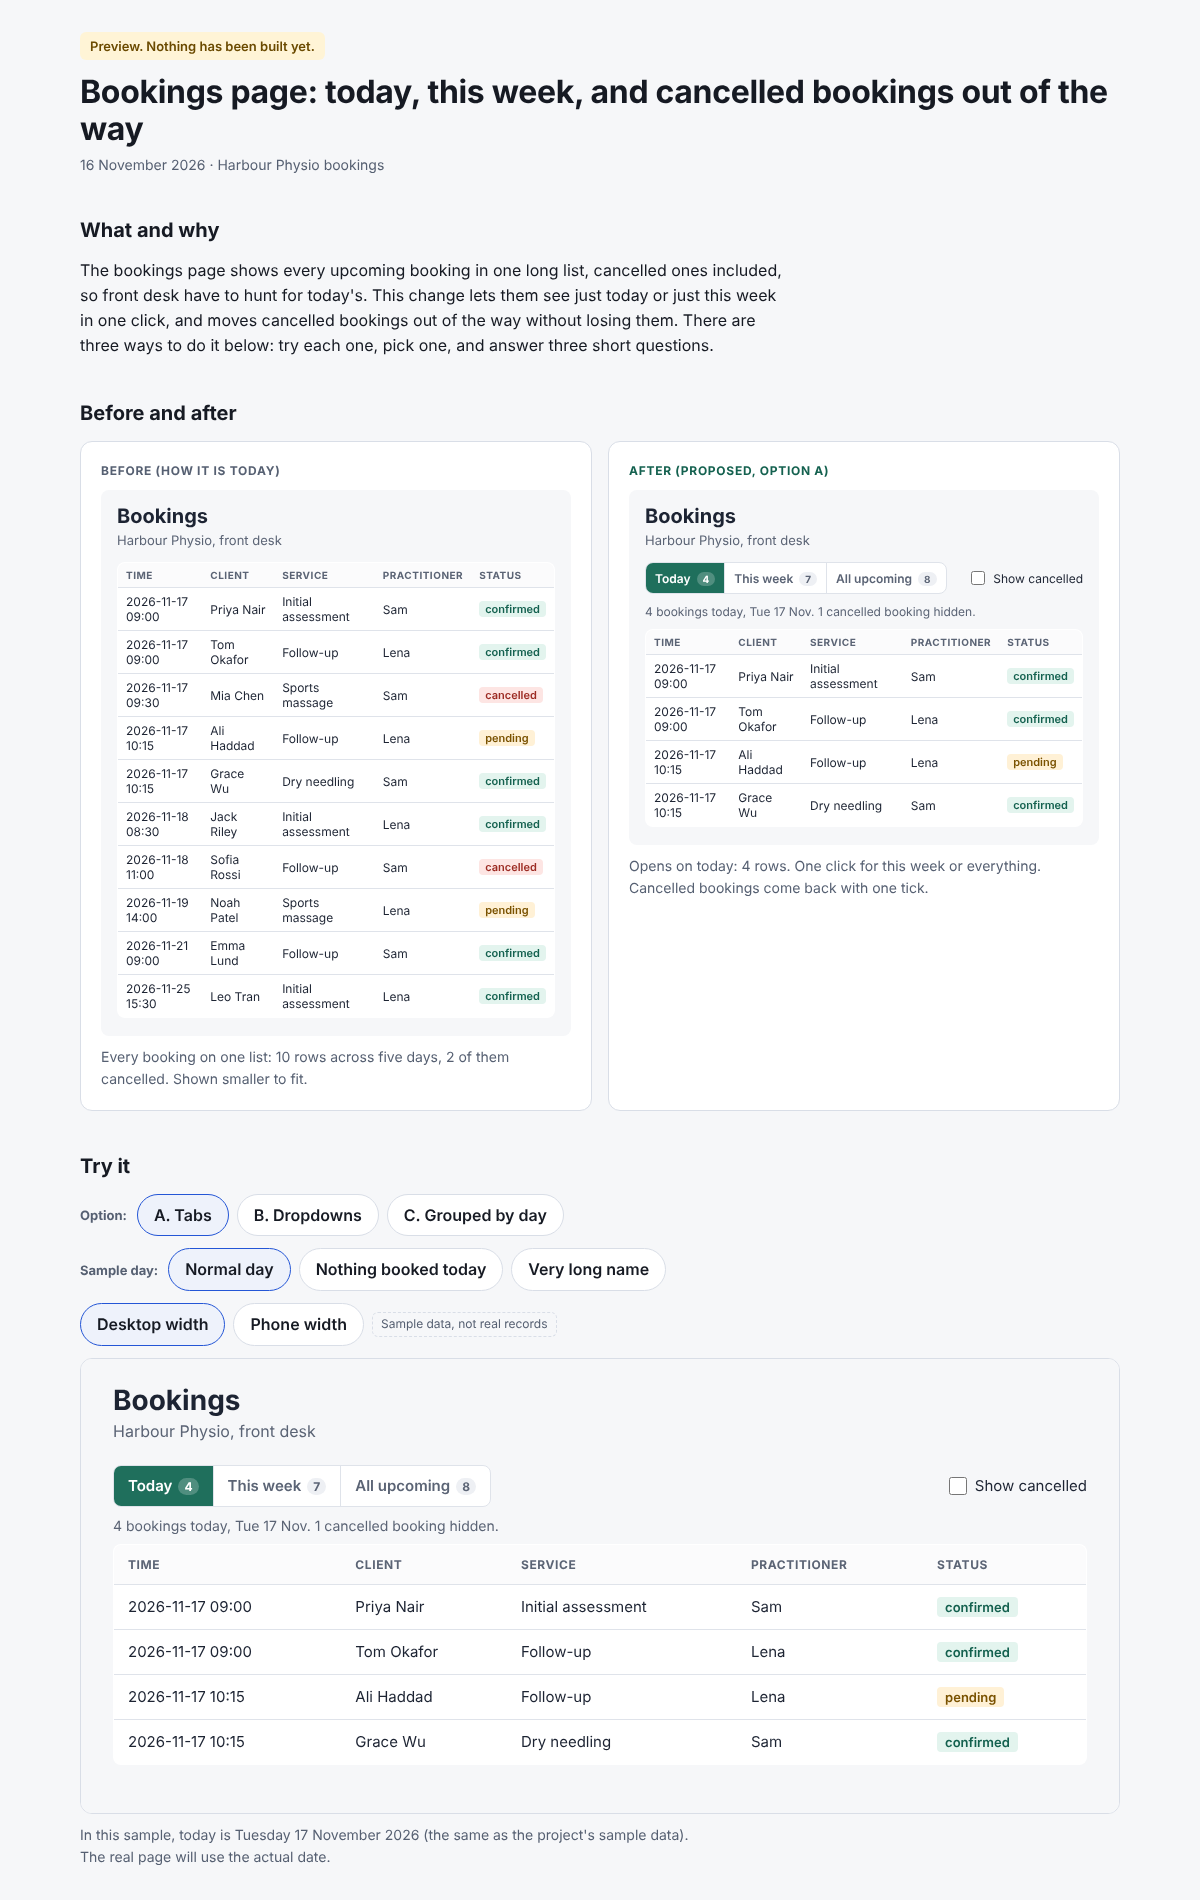 Preview. Nothing has been built yet.
Bookings page: today, this week, and cancelled bookings out of the
way
16 November 2026 · Harbour Physio bookings
What and why
The bookings page shows every upcoming booking in one long list, cancelled ones included,
so front desk have to hunt for today's. This change lets them see just today or just this week
in one click, and moves cancelled bookings out of the way without losing them. There are
three ways to do it below: try each one, pick one, and answer three short questions.
Before and after
BEFORE (HOW IT IS TODAY)
Bookings
Harbour Physio, front desk
TIME CLIENT SERVICE PRACTITIONER STATUS
2026-11-17 09:00 Priya Nair Initial assessment Sam confirmed
2026-11-17 09:00 Tom Okafor Follow-up Lena confirmed
2026-11-17 09:30 Mia Chen Sports massage Sam cancelled
2026-11-17 10:15 Ali Haddad Follow-up Lena pending
2026-11-17 10:15 Grace Wu Dry needling Sam confirmed
2026-11-18 08:30 Jack Riley Initial assessment Lena confirmed
2026-11-18 11:00 Sofia Rossi Follow-up Sam cancelled
2026-11-19 14:00 Noah Patel Sports massage Lena pending
2026-11-21 09:00 Emma Lund Follow-up Sam confirmed
2026-11-25 15:30 Leo Tran Initial assessment Lena confirmed
Every booking on one list: 10 rows across five days, 2 of them
cancelled. Shown smaller to fit.
AFTER (PROPOSED, OPTION A)
Bookings
Harbour Physio, front desk
Today 4 This week 7 All upcoming 8 Show cancelled
4 bookings today, Tue 17 Nov. 1 cancelled booking hidden.
TIME CLIENT SERVICE PRACTITIONER STATUS
2026-11-17 09:00 Priya Nair Initial assessment Sam confirmed
2026-11-17 09:00 Tom Okafor Follow-up Lena confirmed
2026-11-17 10:15 Ali Haddad Follow-up Lena pending
2026-11-17 10:15 Grace Wu Dry needling Sam confirmed
Opens on today: 4 rows. One click for this week or everything.
Cancelled bookings come back with one tick.
Try it
Option: A. Tabs B. Dropdowns C. Grouped by day
Sample day: Normal day Nothing booked today Very long name
Desktop width Phone width Sample data, not real records
Bookings
Harbour Physio, front desk
Today 4 This week 7 All upcoming 8 Show cancelled
4 bookings today, Tue 17 Nov. 1 cancelled booking hidden.
TIME CLIENT SERVICE PRACTITIONER STATUS
2026-11-17 09:00 Priya Nair Initial assessment Sam confirmed
2026-11-17 09:00 Tom Okafor Follow-up Lena confirmed
2026-11-17 10:15 Ali Haddad Follow-up Lena pending
2026-11-17 10:15 Grace Wu Dry needling Sam confirmed
In this sample, today is Tuesday 17 November 2026 (the same as the project's sample data).
The real page will use the actual date.